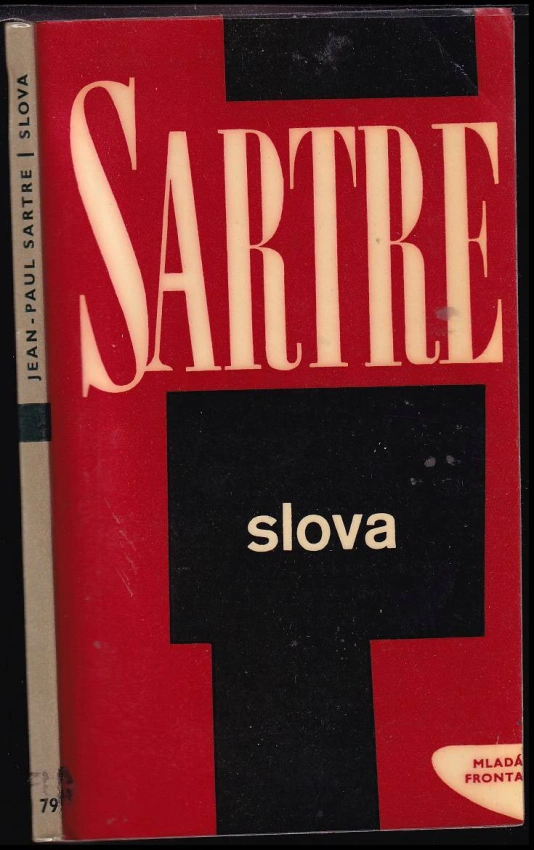 JEAN-PAUL SARTRE | SLOVA
79
SARTRE
slova
MLADÁ
FRONTA